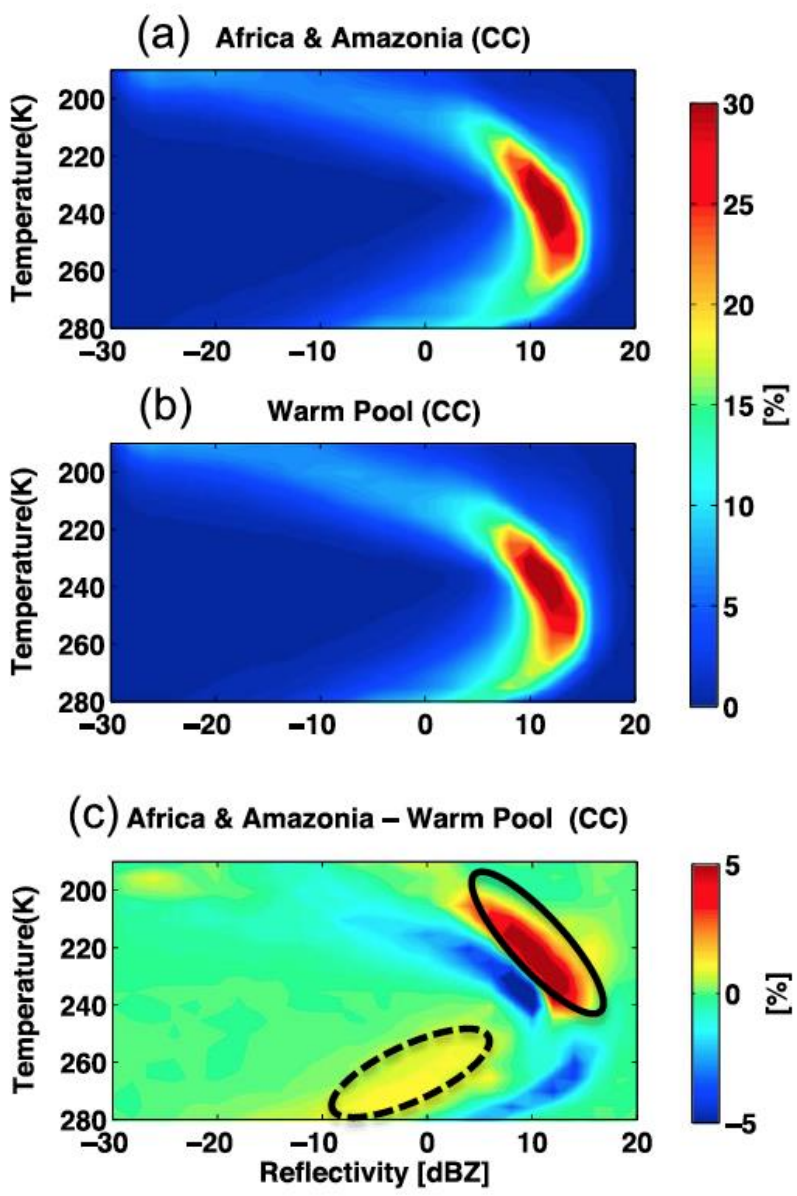 (a) Africa & Amazonia (CC)
Temperature(K)
200
220
240
260
280
−30 −20 −10 0 10 20
(b) Warm Pool (CC)
Temperature(K)
200
220
240
260
280
−30 −20 −10 0 10 20
30
25
20
15
10
5
0
[%]
(c) Africa & Amazonia − Warm Pool (CC)
Temperature(K)
200
220
240
260
280
−30 −20 −10 0 10 20
Reflectivity [dBZ]
5
0
−5
[%]